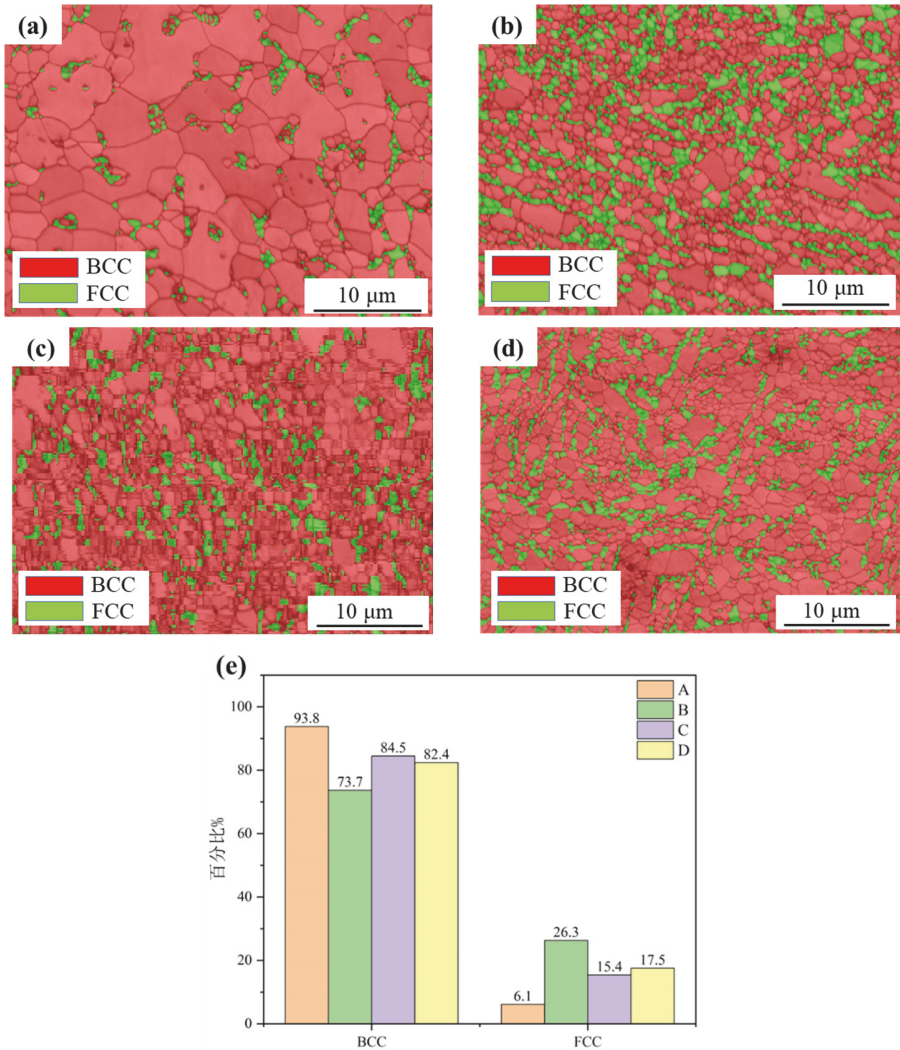 (a)
BCC
FCC
10 μm
(b)
BCC
FCC
10 μm
(c)
BCC
FCC
10 μm
(d)
BCC
FCC
10 μm
(e)
百分比%
100
80
60
40
20
0
93.8
73.7
84.5
82.4
6.1
26.3
15.4
17.5
A
B
C
D
BCC
FCC